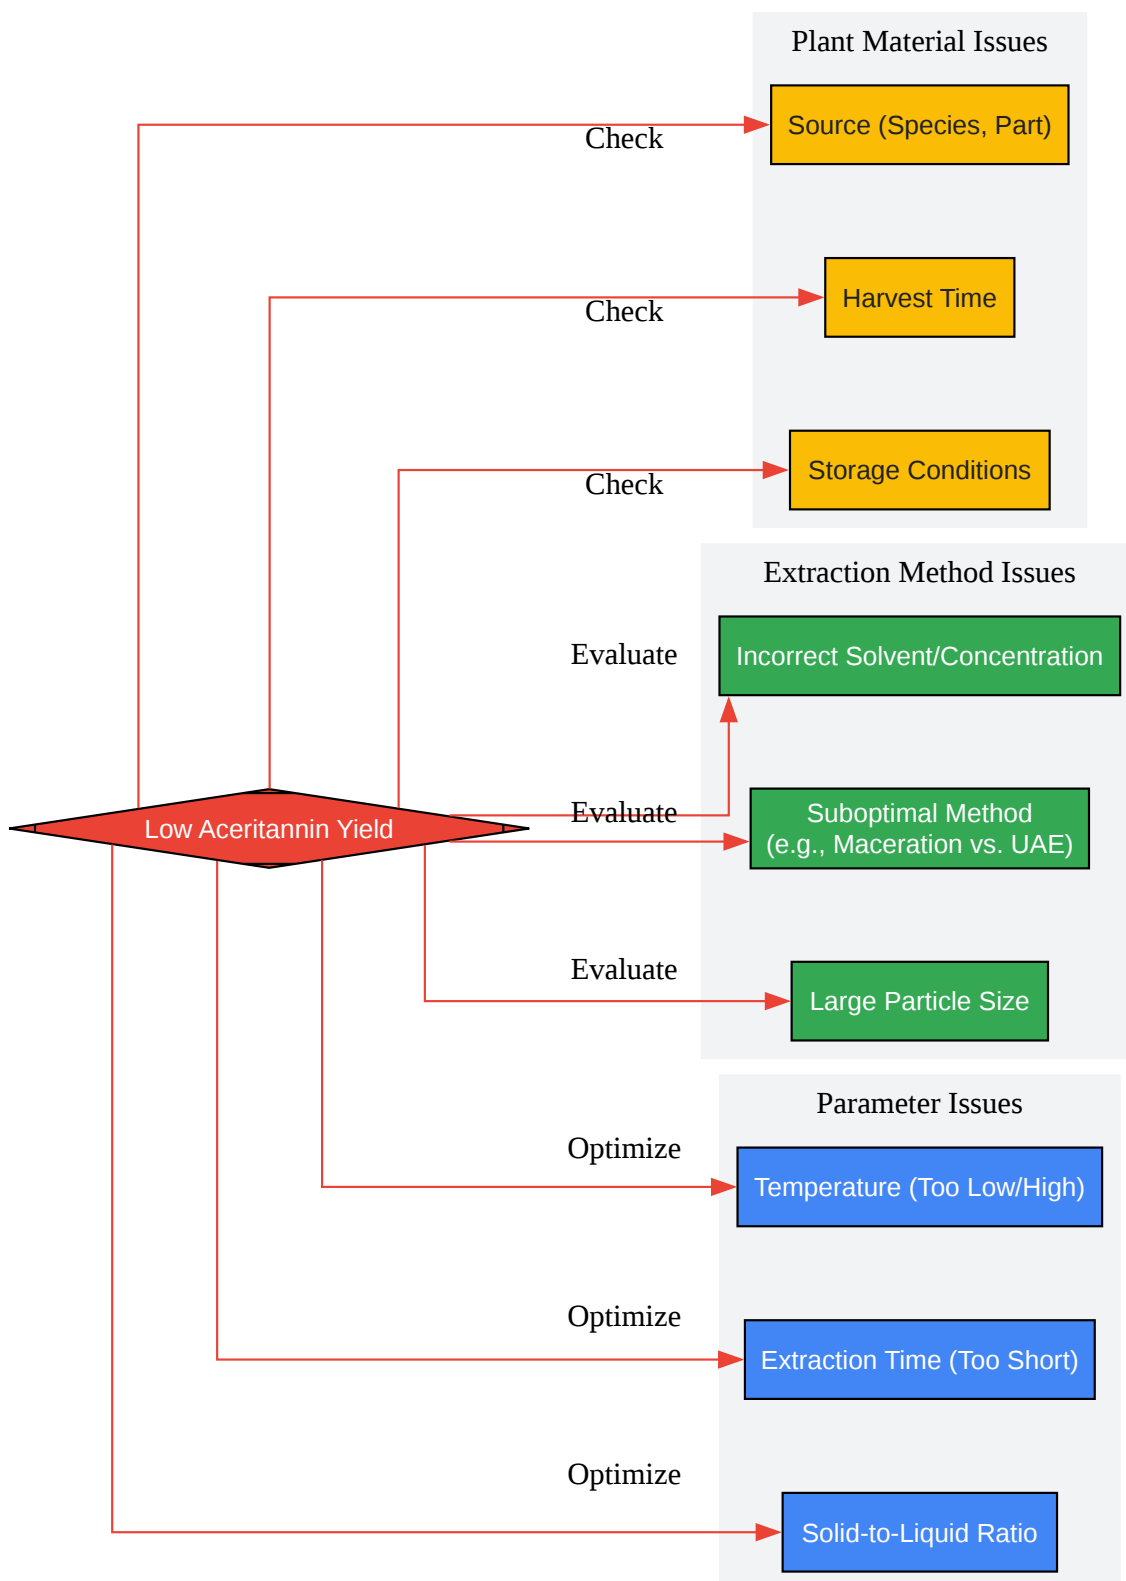 Plant Material Issues
Source (Species, Part)
Check
Harvest Time
Check
Storage Conditions
Check
Extraction Method Issues
Evaluate
Incorrect Solvent/Concentration
Low Aceritannin Yield
Evaluate
Suboptimal Method
(e.g., Maceration vs. UAE)
Evaluate
Large Particle Size
Parameter Issues
Optimize
Temperature (Too Low/High)
Optimize
Extraction Time (Too Short)
Optimize
Solid-to-Liquid Ratio